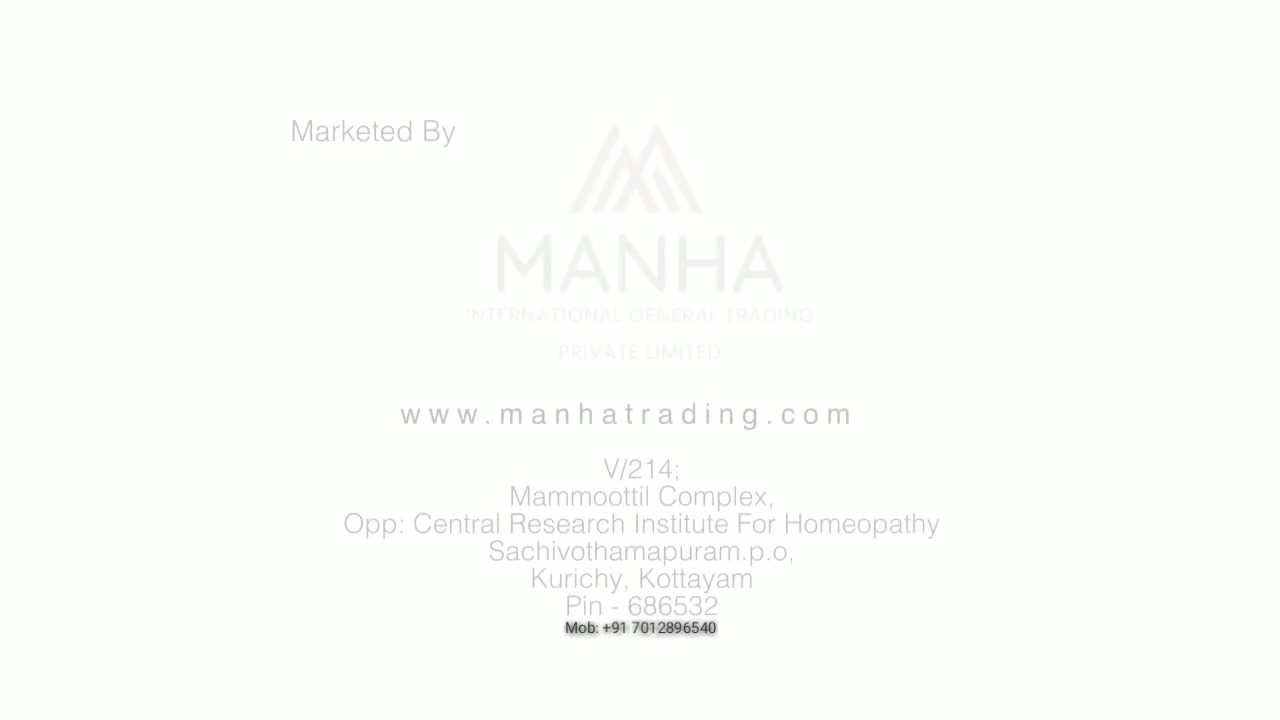 Marketed By
MANHA
INTERNATIONAL GENERAL TRADING
PRIVATE LIMITED
www.manhatrading.com
V/214;
Mammoottil Complex,
Opp: Central Research Institute For Homeopathy
Sachivothamapuram.p.o,
Kurichy, Kottayam
Pin - 686532
Mob: +91 7012896540